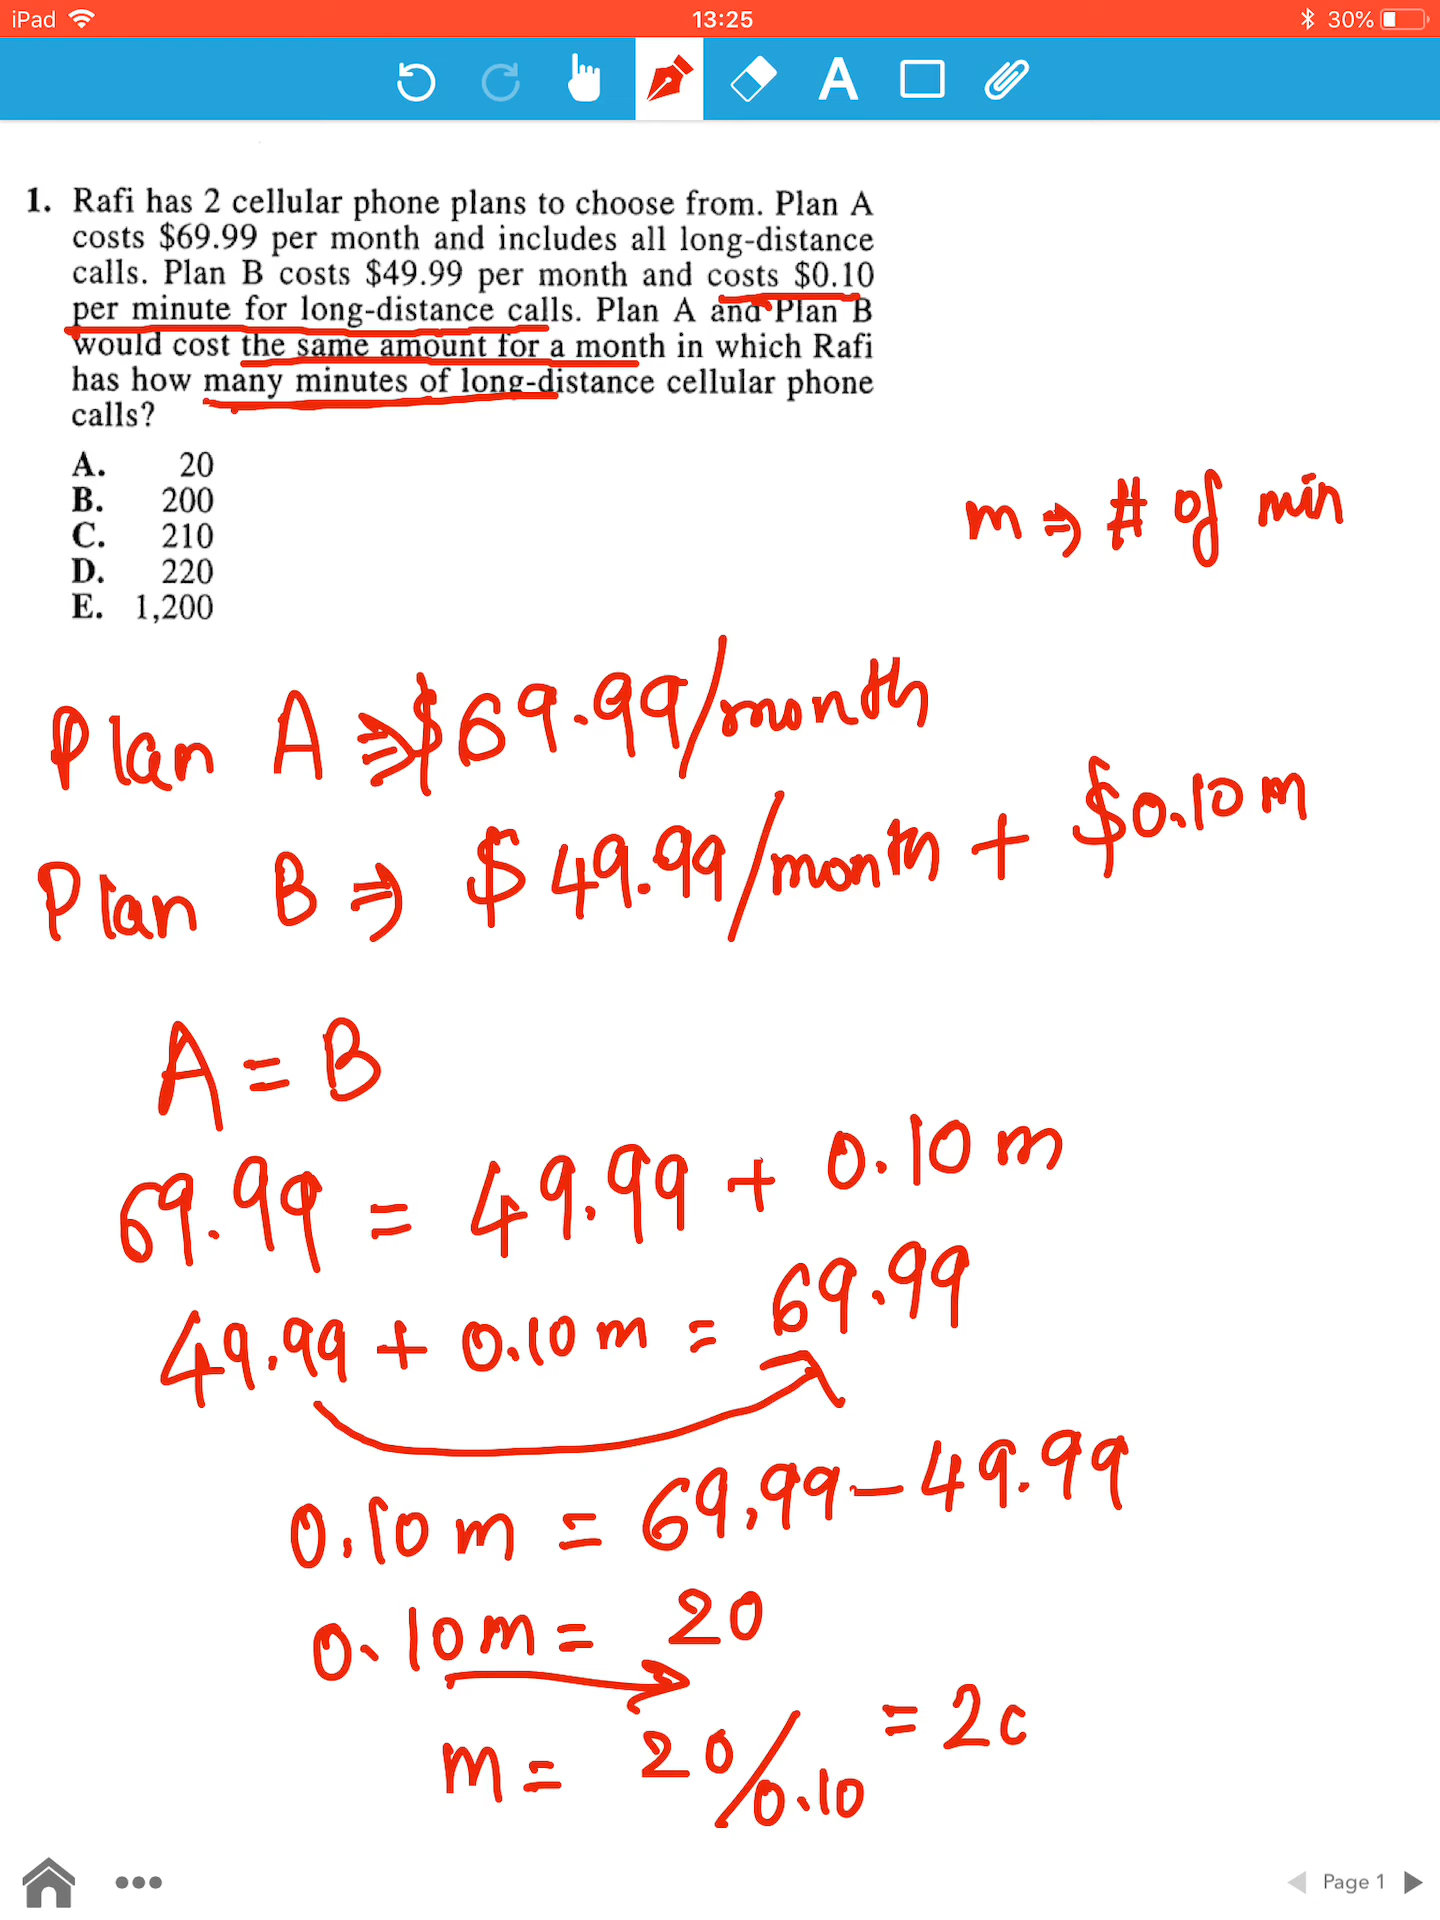 iPad 13:25 30%
A
1. Rafi has 2 cellular phone plans to choose from. Plan A
costs $69.99 per month and includes all long-distance
calls. Plan B costs $49.99 per month and costs $0.10
per minute for long-distance calls. Plan A and Plan B
would cost the same amount for a month in which Rafi
has how many minutes of long-distance cellular phone
calls?
A. 20
B. 200
C. 210
D. 220
E. 1,200
m ⇒ # of min
Plan A ⇒ $69.99/month
Plan B ⇒ $49.99/month + $0.10m
A = B
69.99 = 49.99 + 0.10m
49.99 + 0.10m = 69.99
0.10m = 69.99 - 49.99
0.10m = 20
m = 20/0.10 = 2c
Page 1